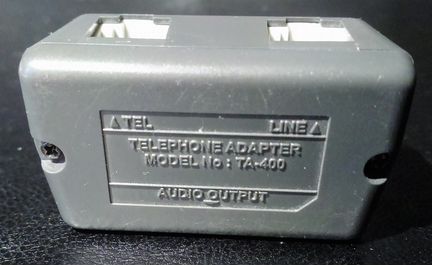 △ TEL LINE △
TELEPHONE ADAPTER
MODEL No : TA-400
AUDIO OUTPUT